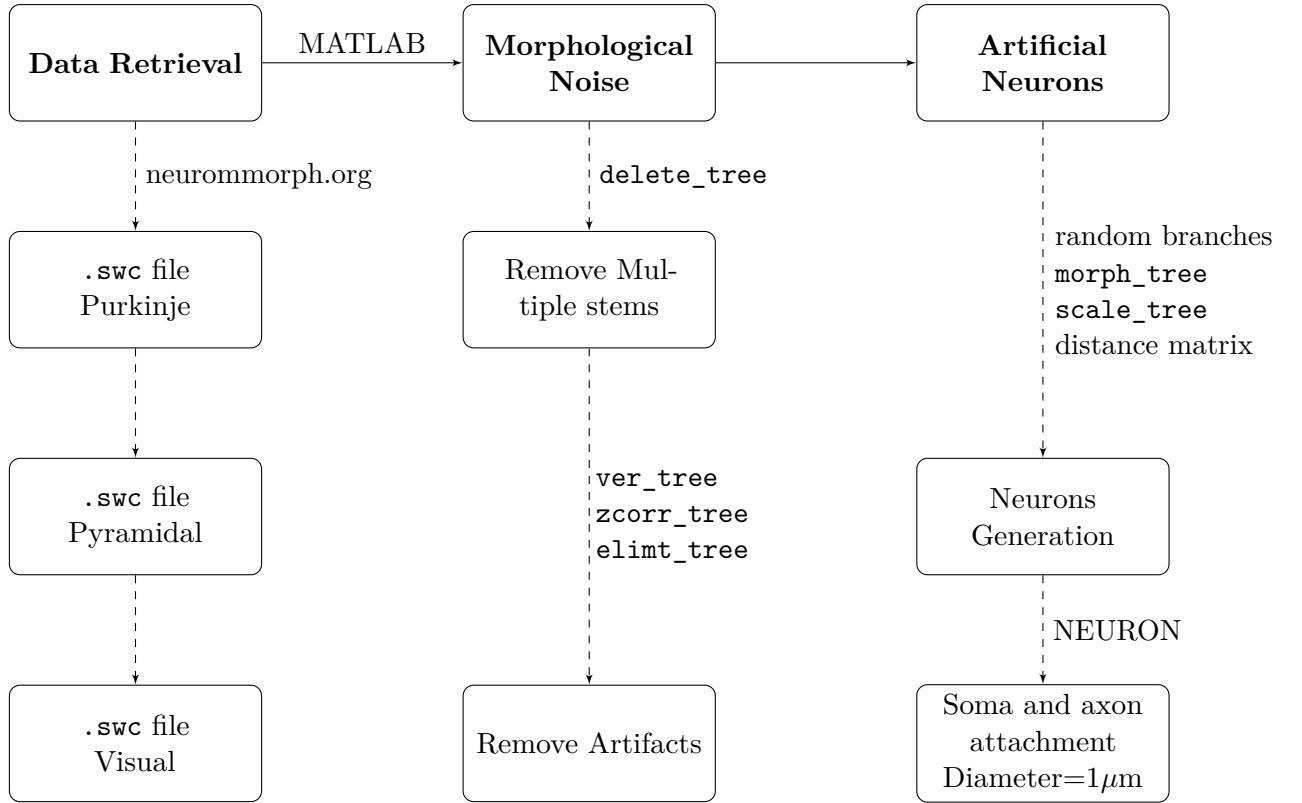 Data Retrieval
MATLAB
Morphological
Noise
Artificial
Neurons
neurommorph.org
delete_tree
random branches
morph_tree
scale_tree
distance matrix
.swc file
Purkinje
Remove Mul-
tiple stems
ver_tree
zcorr_tree
elimt_tree
.swc file
Pyramidal
Neurons
Generation
NEURON
.swc file
Visual
Remove Artifacts
Soma and axon
attachment
Diameter=1μm